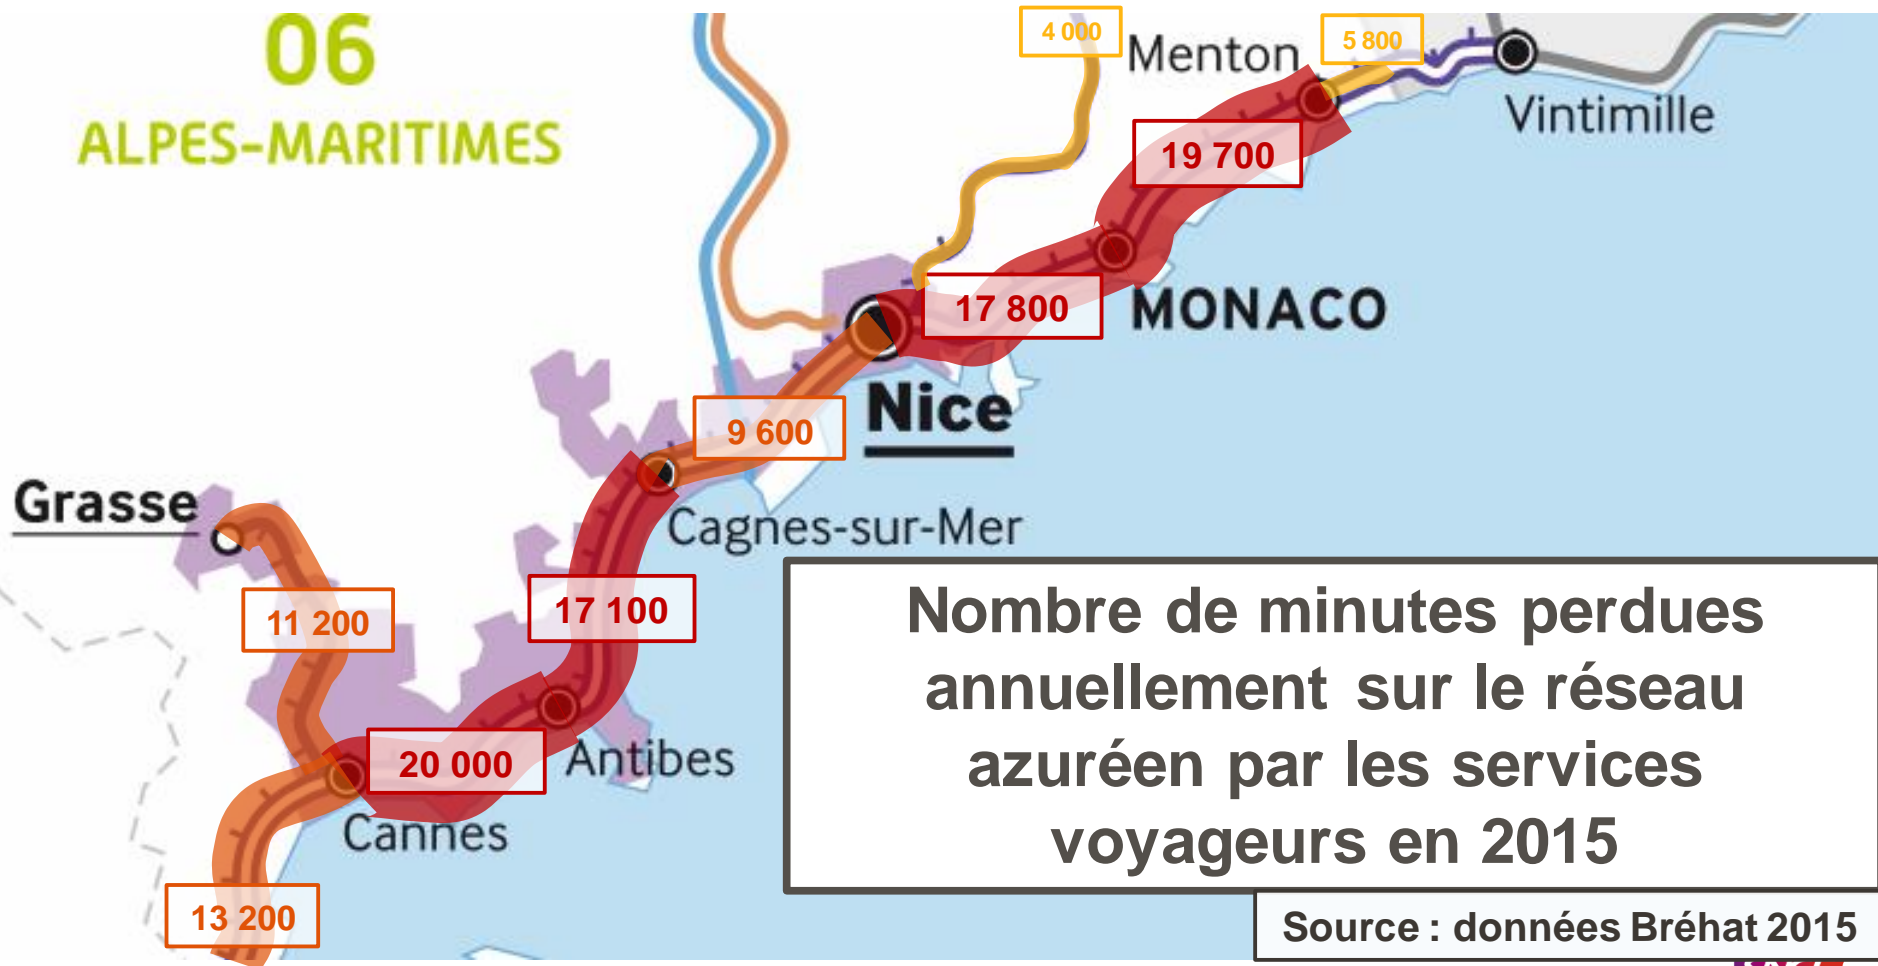 06
ALPES-MARITIMES
4 000
Menton
5 800
Vintimille
19 700
17 800
MONACO
Nice
9 600
Grasse
Cagnes-sur-Mer
11 200
17 100
20 000
Antibes
Cannes
13 200
Nombre de minutes perdues
annuellement sur le réseau
azuréen par les services
voyageurs en 2015
Source : données Bréhat 2015